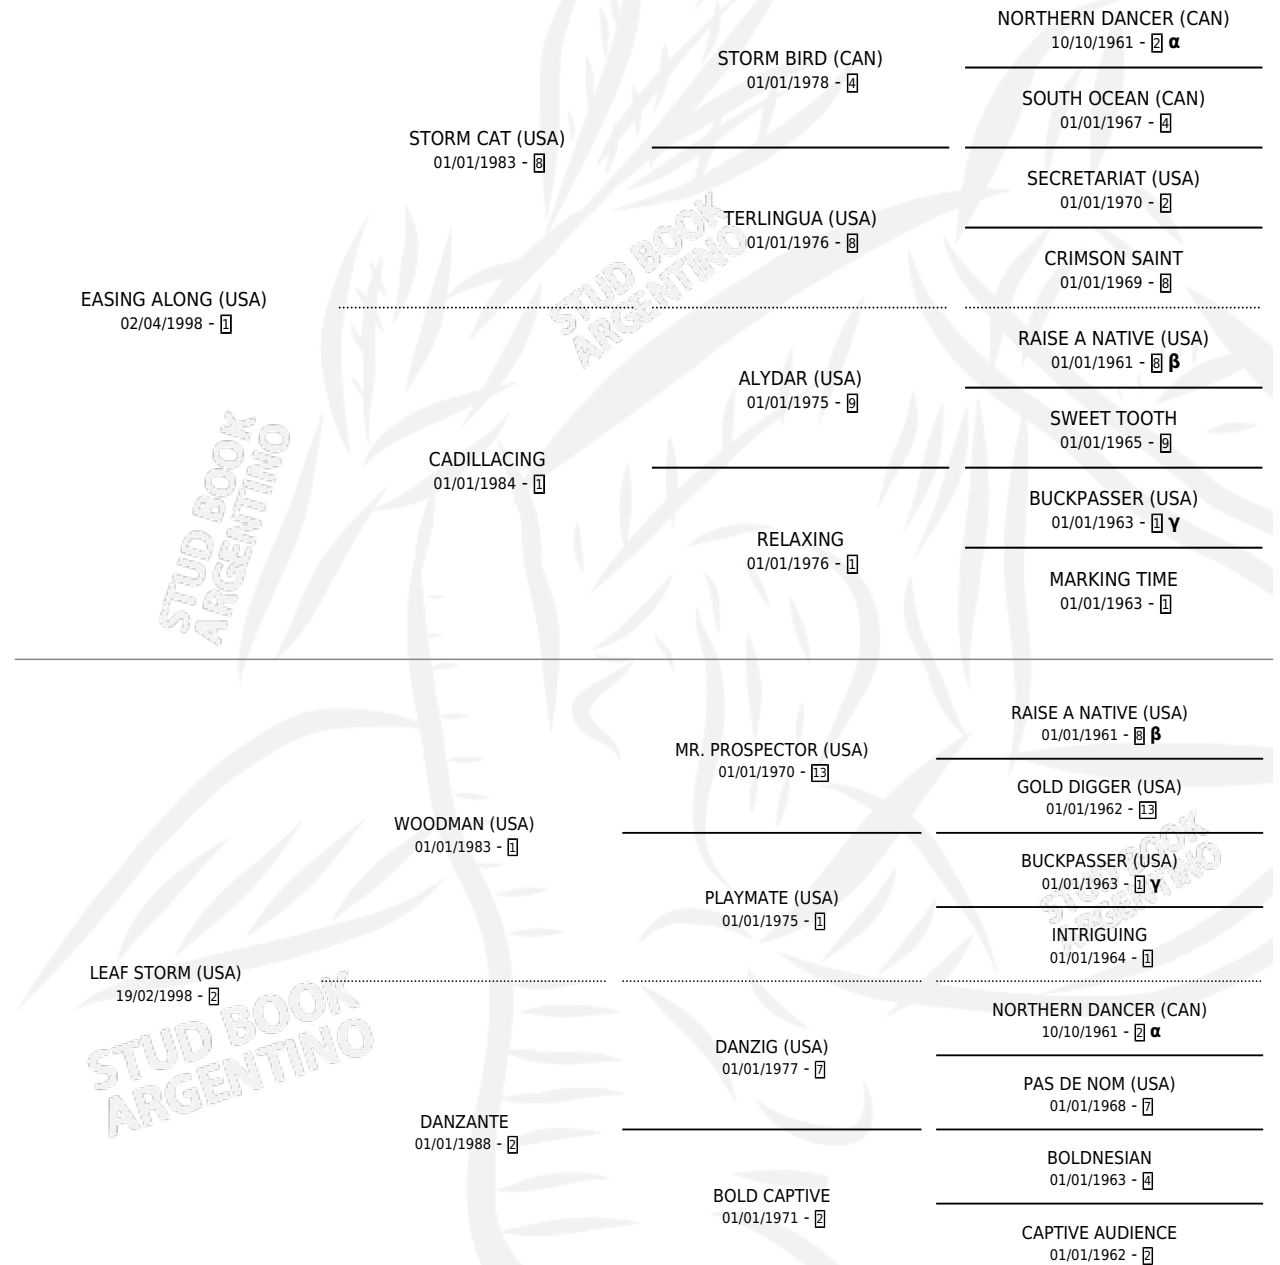 NORTHERN DANCER (CAN)
10/10/1961 - 2 α
STORM BIRD (CAN)
01/01/1978 - 4
SOUTH OCEAN (CAN)
01/01/1967 - 4
STORM CAT (USA)
01/01/1983 - 8
SECRETARIAT (USA)
01/01/1970 - 2
TERLINGUA (USA)
01/01/1976 - 8
CRIMSON SAINT
01/01/1969 - 8
EASING ALONG (USA)
02/04/1998 - 1
RAISE A NATIVE (USA)
01/01/1961 - 8 β
ALYDAR (USA)
01/01/1975 - 9
SWEET TOOTH
01/01/1965 - 9
CADILLACING
01/01/1984 - 1
BUCKPASSER (USA)
01/01/1963 - 1 γ
RELAXING
01/01/1976 - 1
MARKING TIME
01/01/1963 - 1
STUD BOOK
ARGENTINO
STUD BOOK
ARGENTINO
RAISE A NATIVE (USA)
01/01/1961 - 8 β
MR. PROSPECTOR (USA)
01/01/1970 - 13
GOLD DIGGER (USA)
01/01/1962 - 13
WOODMAN (USA)
01/01/1983 - 1
BUCKPASSER (USA)
01/01/1963 - 1 γ
PLAYMATE (USA)
01/01/1975 - 1
INTRIGUING
01/01/1964 - 1
LEAF STORM (USA)
19/02/1998 - 2
NORTHERN DANCER (CAN)
10/10/1961 - 2 α
DANZIG (USA)
01/01/1977 - 7
PAS DE NOM (USA)
01/01/1968 - 7
DANZANTE
01/01/1988 - 2
BOLDNESIAN
01/01/1963 - 4
BOLD CAPTIVE
01/01/1971 - 2
CAPTIVE AUDIENCE
01/01/1962 - 2
STUD BOOK
ARGENTINO
STUD BOOK
ARGENTINO